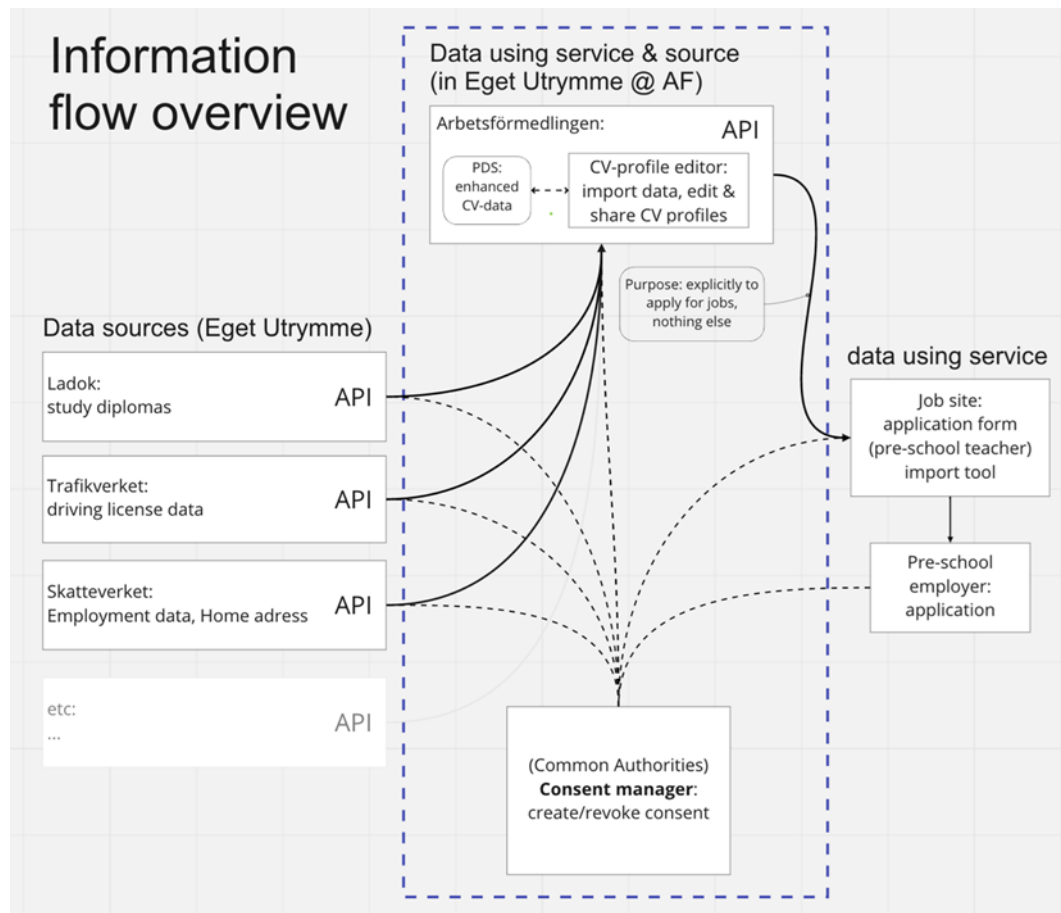 Information
flow overview
Data using service & source
(in Eget Utrymme @ AF)
Arbetsförmedlingen:
API
PDS:
enhanced
CV-data
CV-profile editor:
import data, edit &
share CV profiles
Purpose: explicitly to
apply for jobs,
nothing else
Data sources (Eget Utrymme)
Ladok:
study diplomas
API
Trafikverket:
driving license data
API
Skatteverket:
Employment data, Home adress
API
etc:
...
API
data using service
Job site:
application form
(pre-school teacher)
import tool
Pre-school
employer:
application
(Common Authorities)
Consent manager:
create/revoke consent